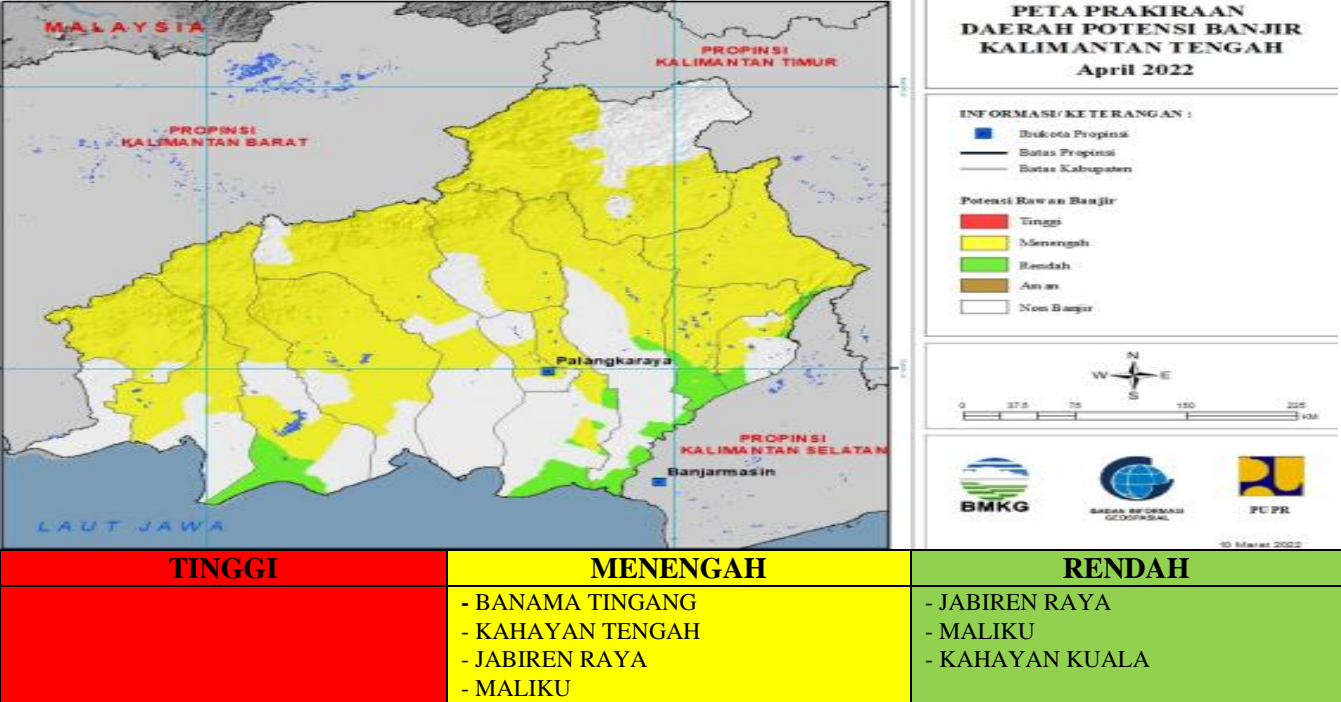 MALAYSIA
PROPINSI
KALIMANTAN TIMUR
PROPINSI
KALIMANTAN BARAT
Palangkaraya
PROPINSI
KALIMANTAN SELATAN
Banjarmasin
LAUT JAWA
PETA PRAKIRAAN
DAERAH POTENSI BANJIR
KALIMANTAN TENGAH
April 2022
INFORMASI/KETERANGAN :
Ibukota Propinsi
Batas Propinsi
Batas Kabupaten
Potensi Rawan Banjir
Tinggi
Menengah
Rendah
Aman
Non Banjir
N
W E
S
0 37.5 75 150 225
KM
BMKG
BADAN INFORMASI
GEOSPASIAL
PUPR
10 Maret 2022
TINGGI
MENENGAH
RENDAH
- BANAMA TINGANG
- KAHAYAN TENGAH
- JABIREN RAYA
- MALIKU
- JABIREN RAYA
- MALIKU
- KAHAYAN KUALA